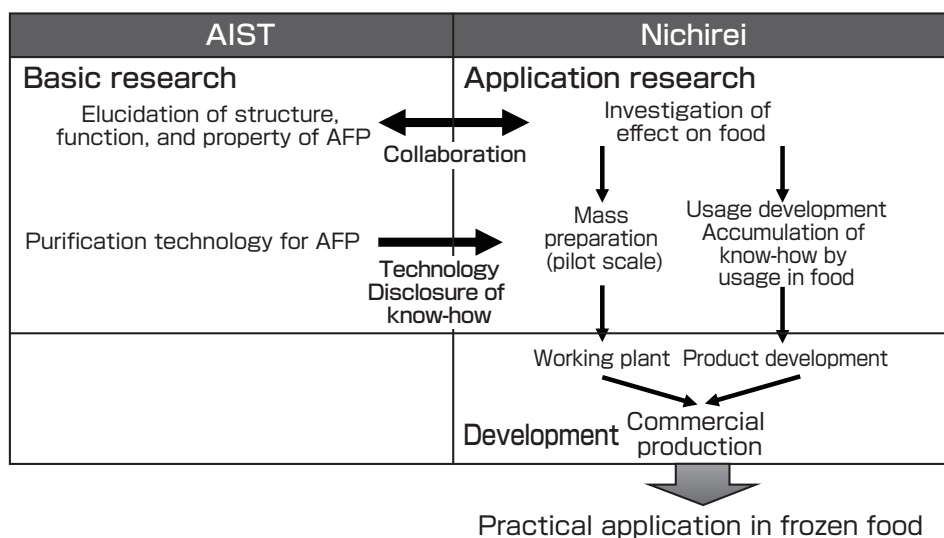 AIST
Nichirei
Basic research
Elucidation of structure,
function, and property of AFP
Collaboration
Application research
Investigation of
effect on food
Purification technology for AFP
Technology
Disclosure of
know-how
Mass
preparation
(pilot scale)
Usage development
Accumulation of
know-how by
usage in food
Working plant
Product development
Development
Commercial
production
Practical application in frozen food